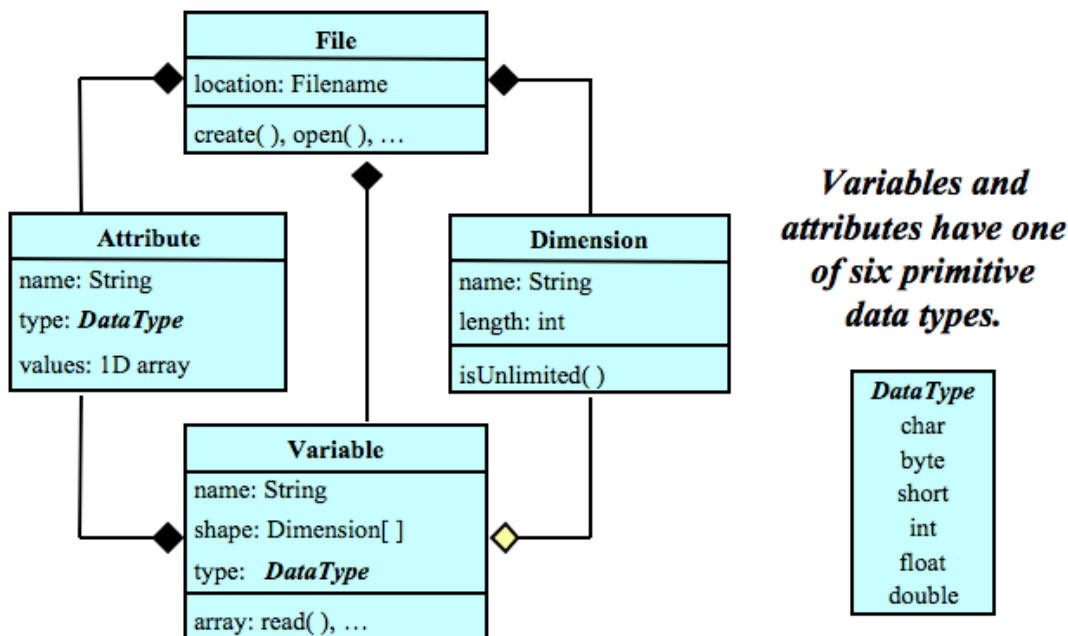 File
location: Filename
create( ), open( ), …
Attribute
name: String
type: DataType
values: 1D array
Dimension
name: String
length: int
isUnlimited( )
Variable
name: String
shape: Dimension[ ]
type: DataType
array: read( ), …
Variables and
attributes have one
of six primitive
data types.
DataType
char
byte
short
int
float
double